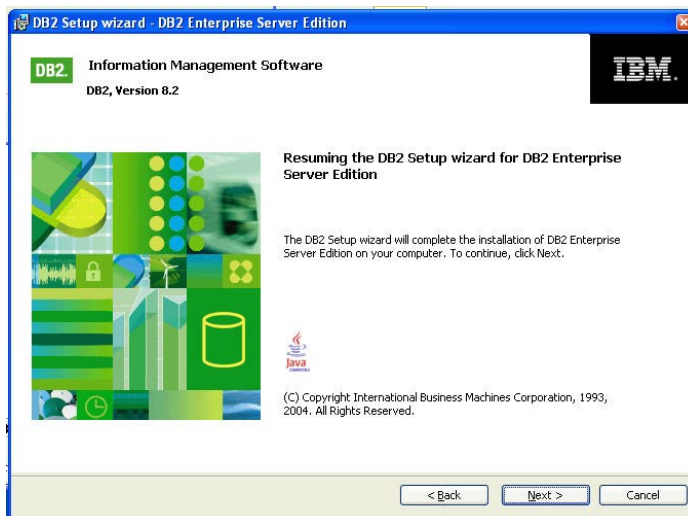 DB2 Setup wizard - DB2 Enterprise Server Edition
DB2.
Information Management Software
DB2, Version 8.2
IBM.
Resuming the DB2 Setup wizard for DB2 Enterprise
Server Edition
The DB2 Setup wizard will complete the installation of DB2 Enterprise
Server Edition on your computer. To continue, click Next.
Java
COMPATIBLE
(C) Copyright International Business Machines Corporation, 1993,
2004. All Rights Reserved.
< Back
Next >
Cancel